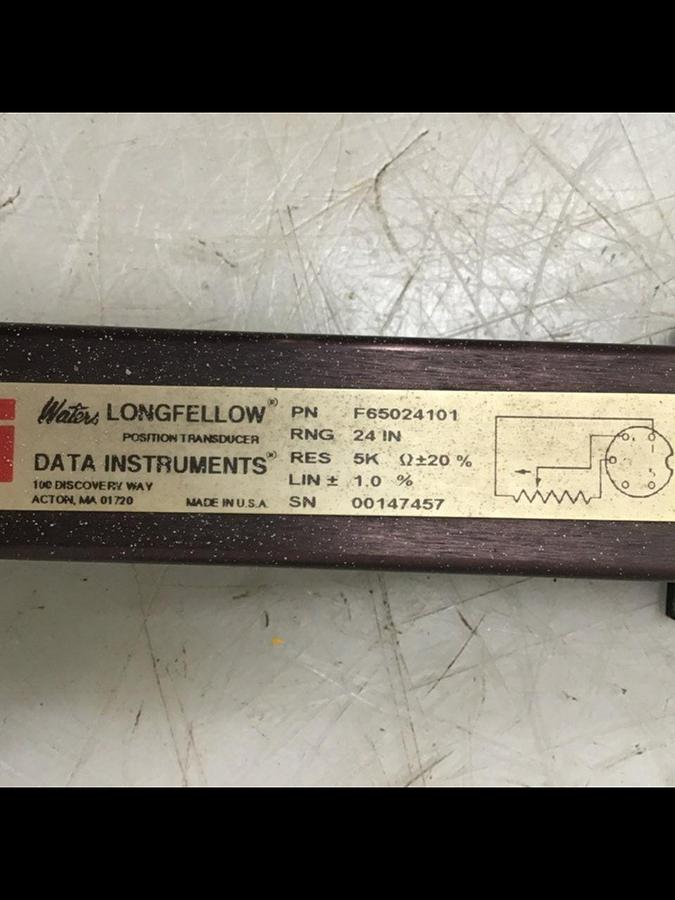 Waters LONGFELLOW®
POSITION TRANSDUCER
DATA INSTRUMENTS®
100 DISCOVERY WAY
ACTON, MA 01720 MADE IN U.S.A.
PN F65024101
RNG 24 IN
RES 5K Ω±20 %
LIN ± 1.0 %
SN 00147457